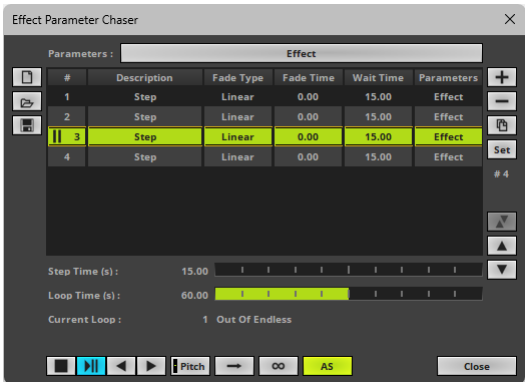 Effect Parameter Chaser
Parameters : Effect
# Description Fade Type Fade Time Wait Time Parameters
1 Step Linear 0.00 15.00 Effect
2 Step Linear 0.00 15.00 Effect
3 Step Linear 0.00 15.00 Effect
4 Step Linear 0.00 15.00 Effect
Set
# 4
Step Time (s) : 15.00
Loop Time (s) : 60.00
Current Loop : 1 Out Of Endless
Pitch AS Close